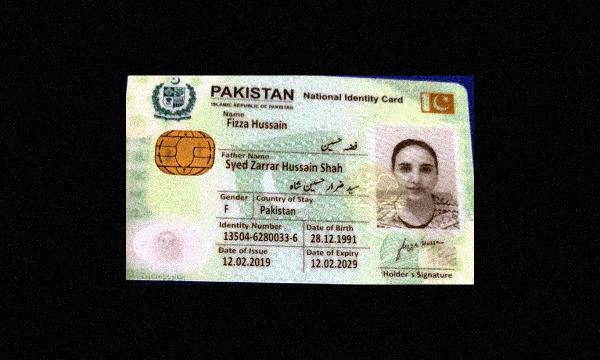 PAKISTAN National Identity Card
ISLAMIC REPUBLIC OF PAKISTAN
Name
Fizza Hussain
فضہ حسین
Father Name
Syed Zarrar Hussain Shah
سید ضرار حسین شاہ
Gender Country of Stay
F Pakistan
Identity Number Date of Birth
13504-6280033-6 28.12.1991
Date of Issue Date of Expiry
12.02.2019 12.02.2029
Fizza Hussain
Holder's Signature